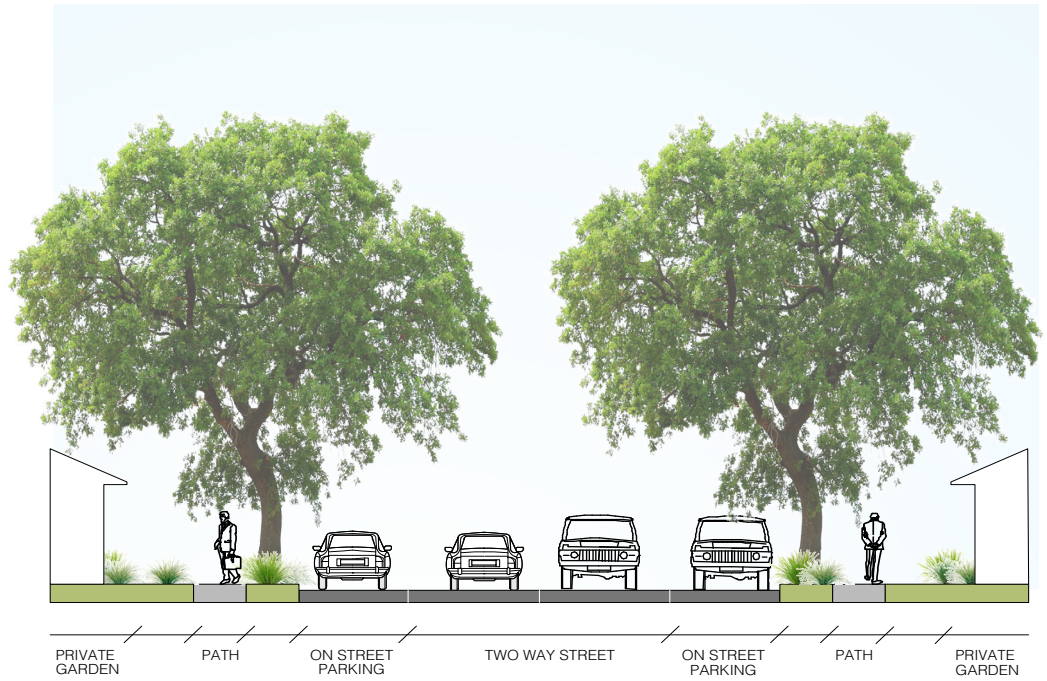 PRIVATE
GARDEN
PATH
ON STREET
PARKING
TWO WAY STREET
ON STREET
PARKING
PATH
PRIVATE
GARDEN